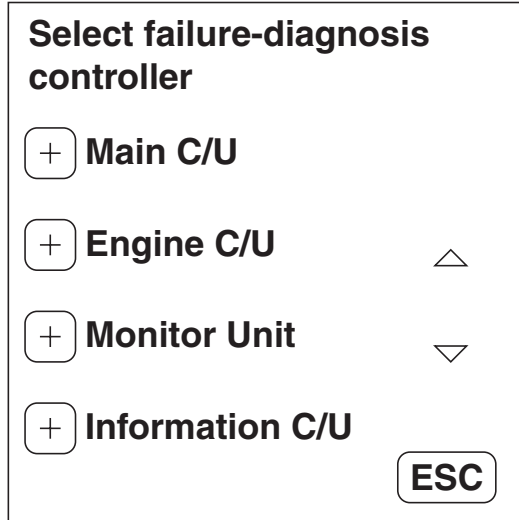 Select failure-diagnosis
controller
+ Main C/U
+ Engine C/U
+ Monitor Unit
+ Information C/U
ESC